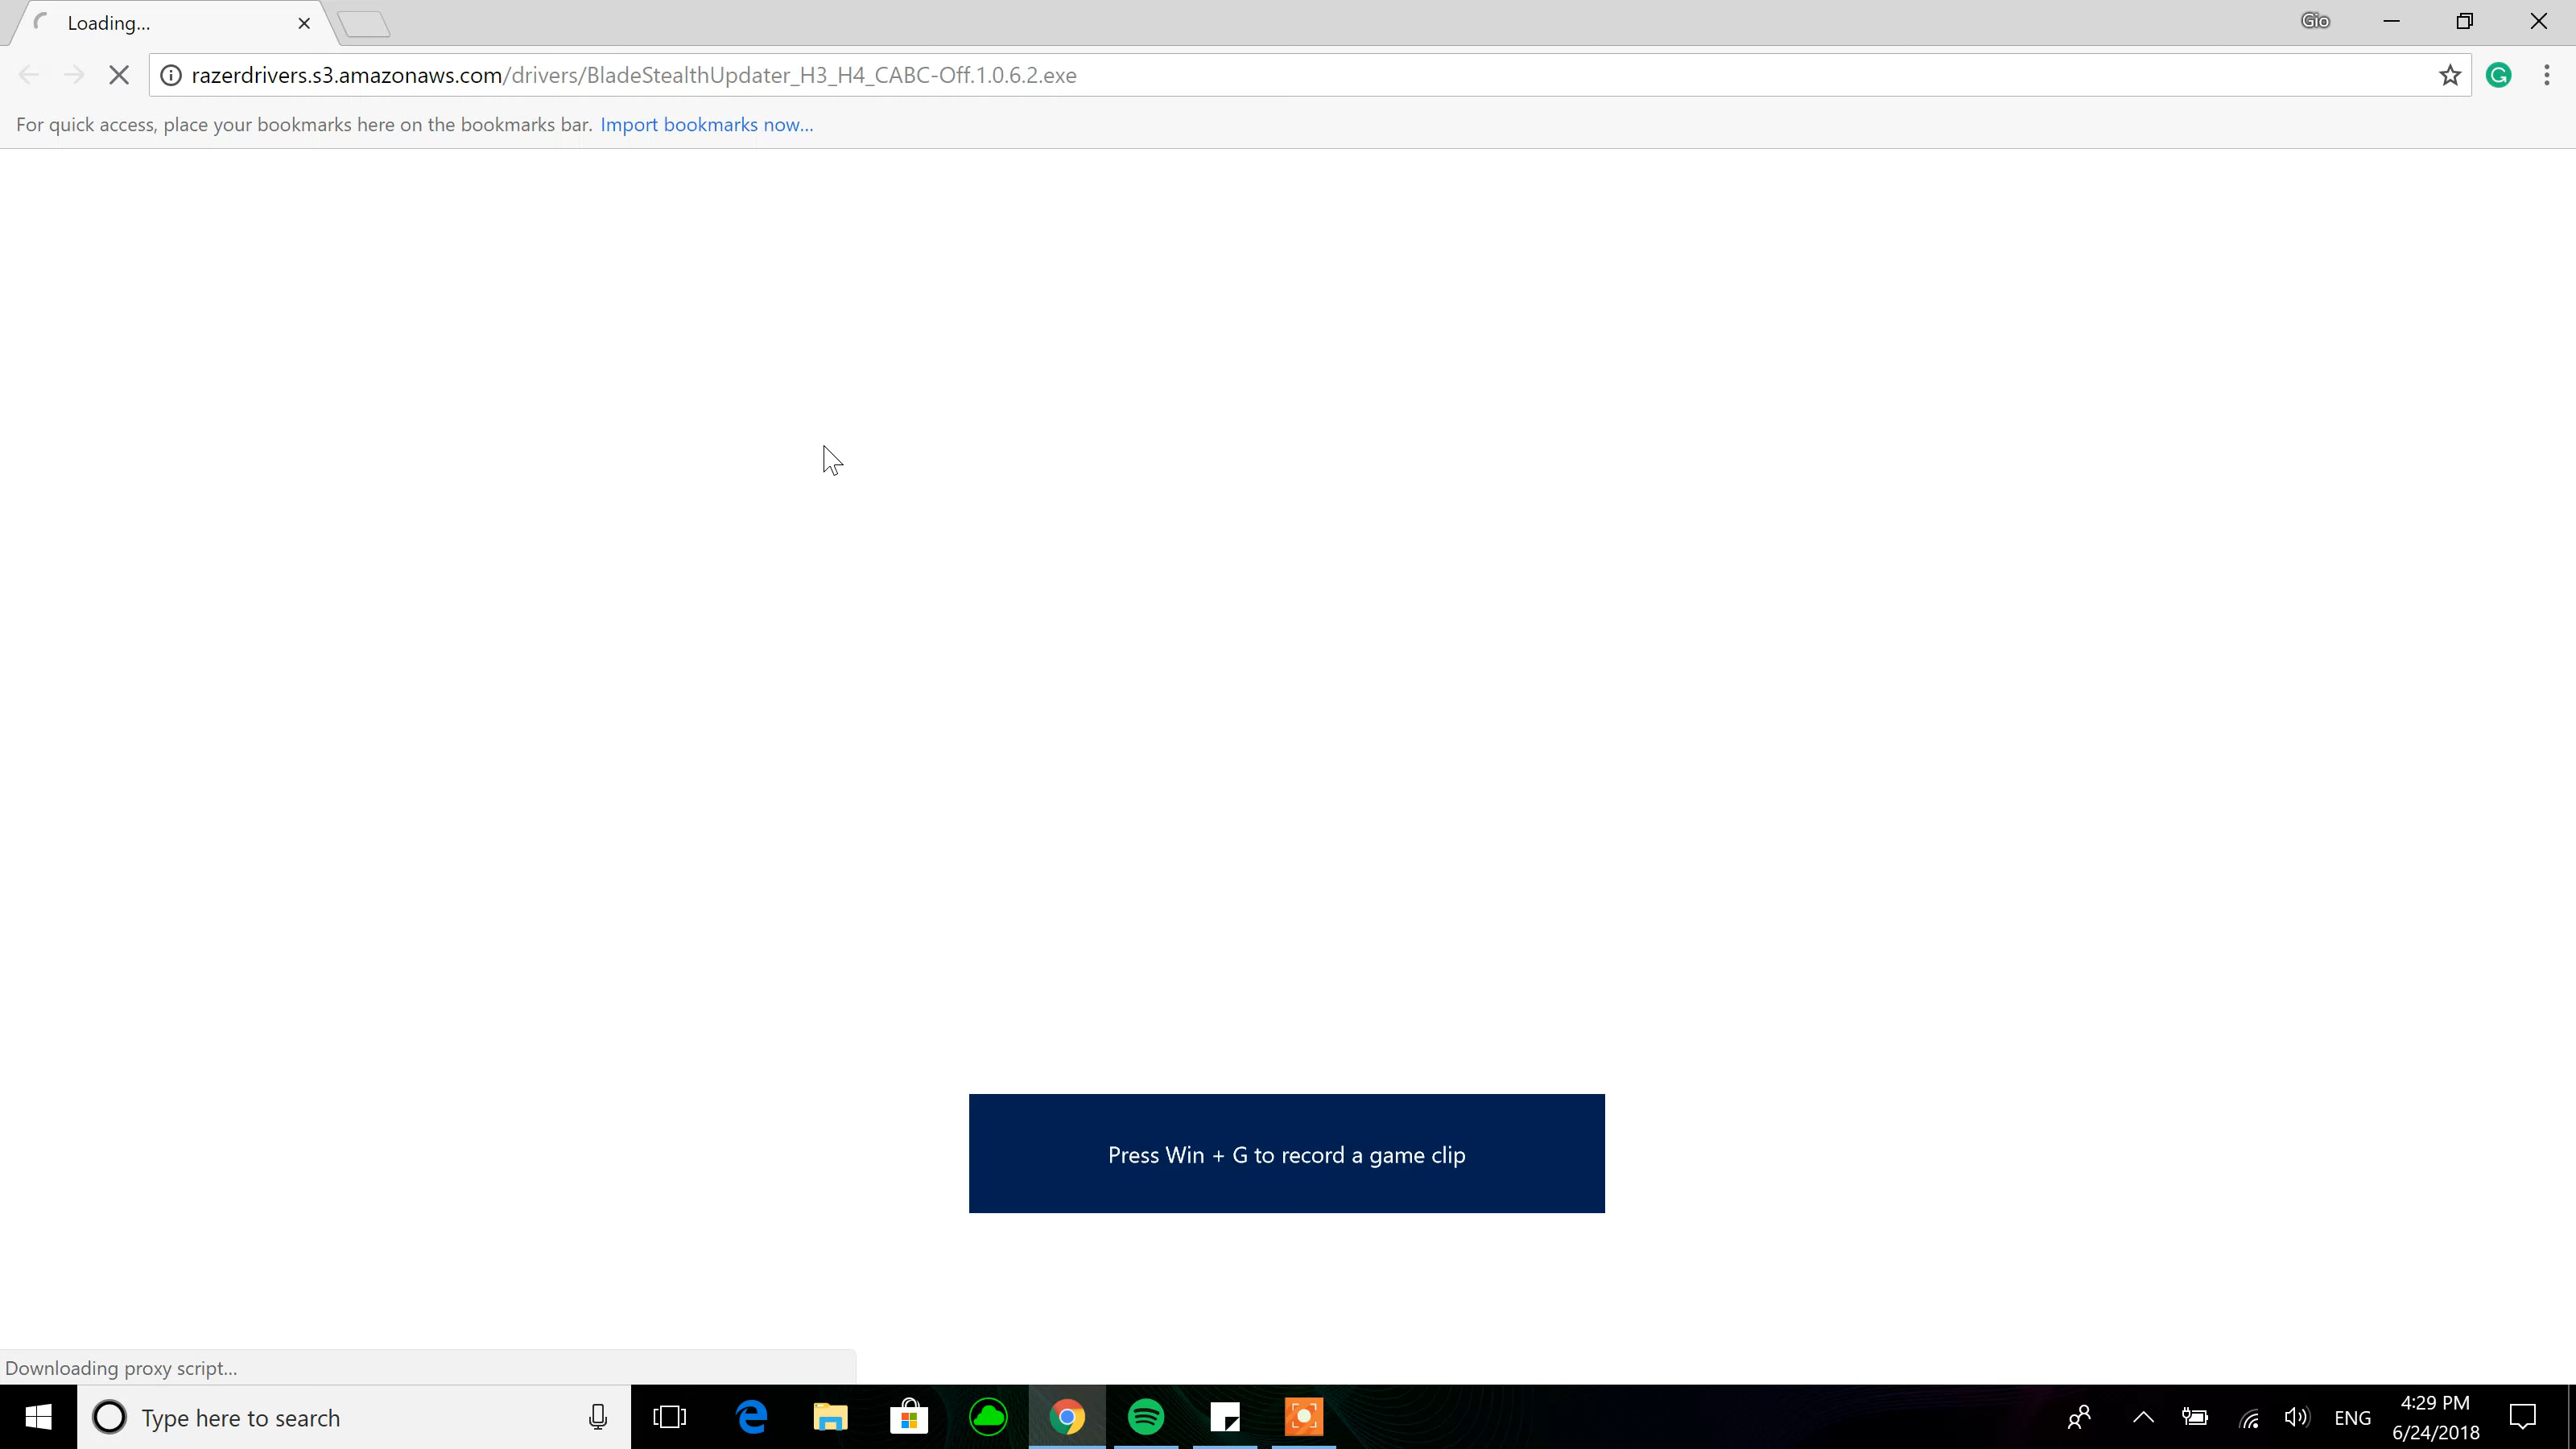 Loading...
Gio
razerdrivers.s3.amazonaws.com/drivers/BladeStealthUpdater_H3_H4_CABC-Off.1.0.6.2.exe
For quick access, place your bookmarks here on the bookmarks bar. Import bookmarks now...
Press Win + G to record a game clip
Downloading proxy script...
Type here to search
ENG
4:29 PM
6/24/2018